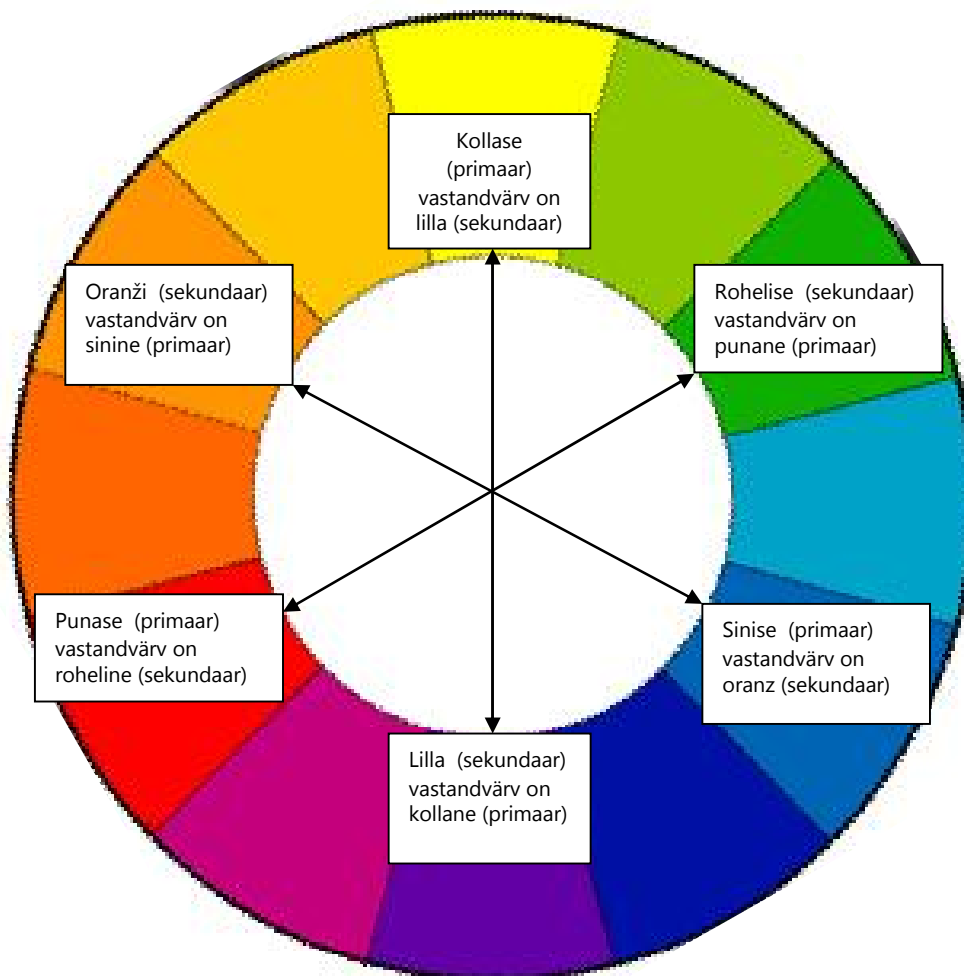 Kollase
(primaar)
vastandvärv on
lilla (sekundaar)
Oranži (sekundaar)
vastandvärv on
sinine (primaar)
Rohelise (sekundaar)
vastandvärv on
punane (primaar)
Punase (primaar)
vastandvärv on
roheline (sekundaar)
Sinise (primaar)
vastandvärv on
oranz (sekundaar)
Lilla (sekundaar)
vastandvärv on
kollane (primaar)